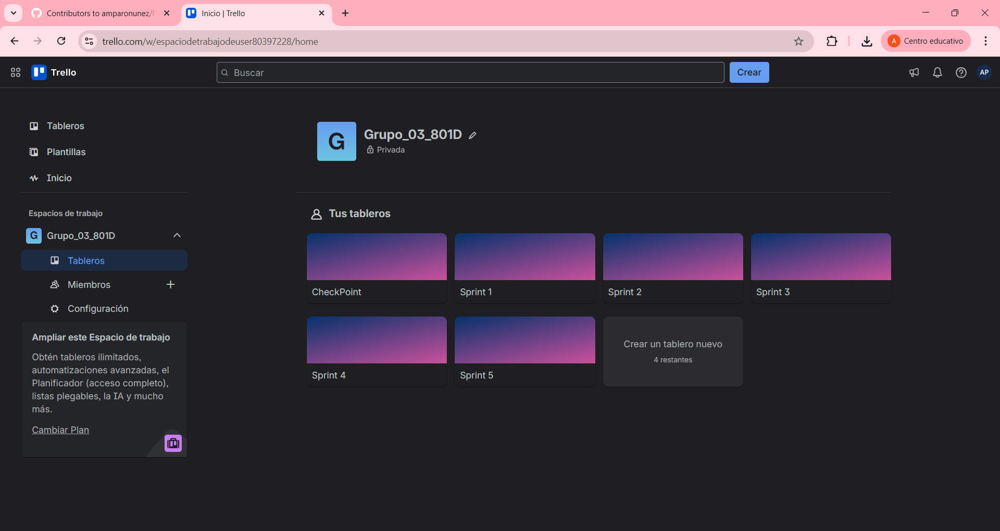 Contributors to amparonunez/
Inicio | Trello
trello.com/w/espaciodetrabajodeuser80397228/home
A
Centro educativo
Trello
Buscar
Crear
AP
Tableros
Plantillas
Inicio
Espacios de trabajo
G
Grupo_03_801D
Tableros
Miembros
Configuración
Ampliar este Espacio de trabajo
Obtén tableros ilimitados,
automatizaciones avanzadas, el
Planificador (acceso completo),
listas plegables, la IA y mucho
más.
Cambiar Plan
G
Grupo_03_801D
Privada
Tus tableros
CheckPoint
Sprint 1
Sprint 2
Sprint 3
Sprint 4
Sprint 5
Crear un tablero nuevo
4 restantes